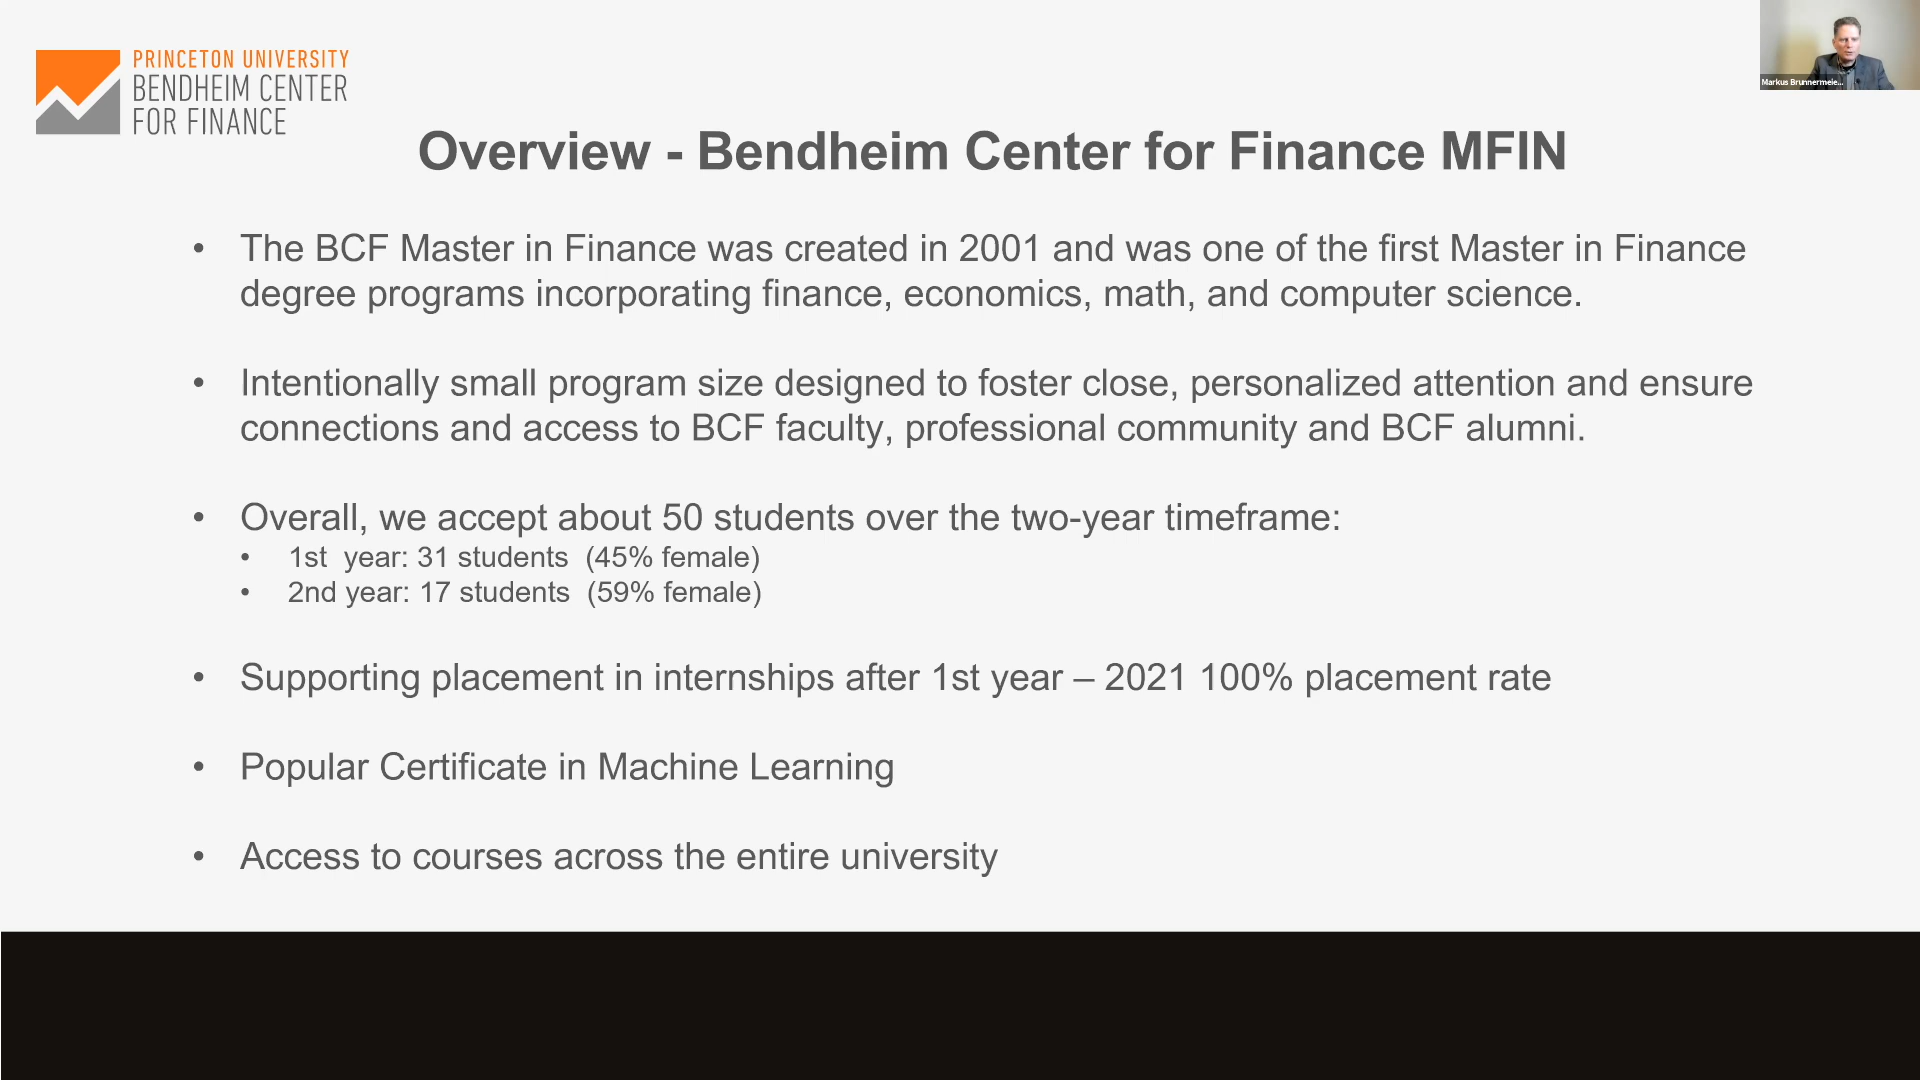 PRINCETON UNIVERSITY
BENDHEIM CENTER
FOR FINANCE
Markus Brunnermeie...
Overview - Bendheim Center for Finance MFIN
• The BCF Master in Finance was created in 2001 and was one of the first Master in Finance
degree programs incorporating finance, economics, math, and computer science.
• Intentionally small program size designed to foster close, personalized attention and ensure
connections and access to BCF faculty, professional community and BCF alumni.
• Overall, we accept about 50 students over the two-year timeframe:
• 1st year: 31 students (45% female)
• 2nd year: 17 students (59% female)
• Supporting placement in internships after 1st year – 2021 100% placement rate
• Popular Certificate in Machine Learning
• Access to courses across the entire university